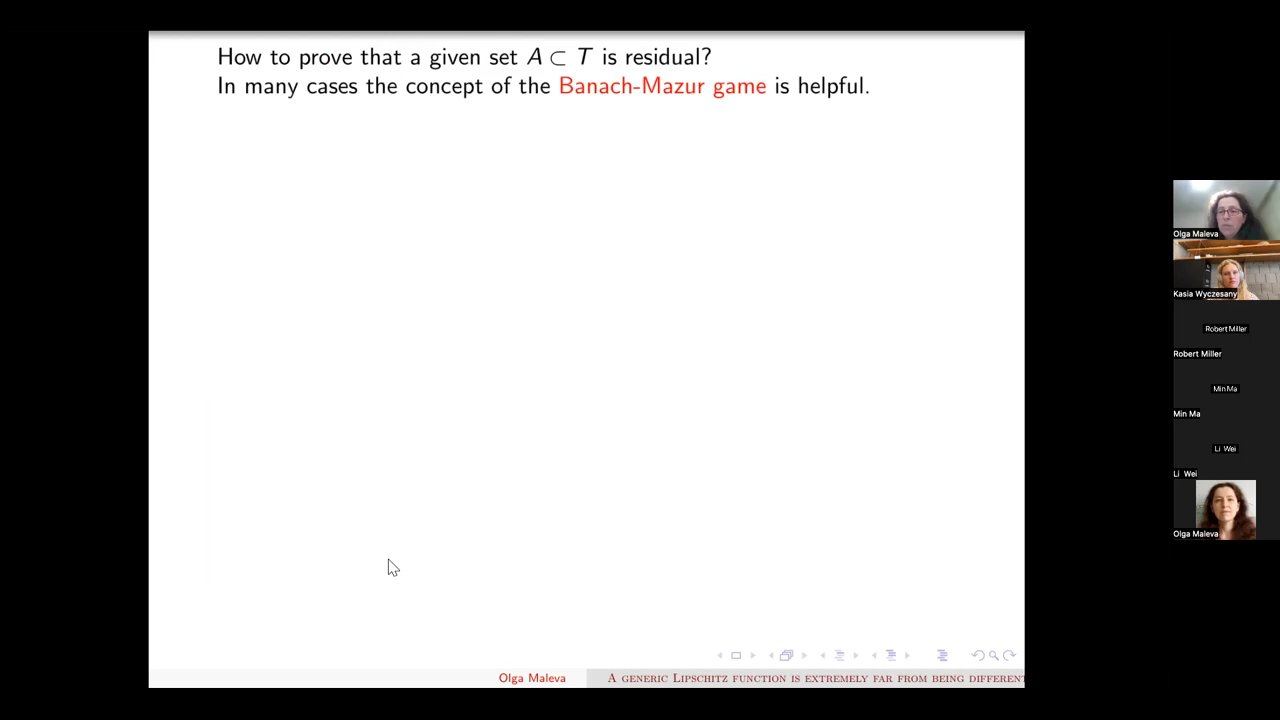 How to prove that a given set A ⊂ T is residual?
In many cases the concept of the Banach-Mazur game is helpful.
Olga Maleva
Kasia Wyczesany
Robert Miller
Robert Miller
Min Ma
Min Ma
Li Wei
Li Wei
Olga Maleva
Olga Maleva
A GENERIC LIPSCHITZ FUNCTION IS EXTREMELY FAR FROM BEING DIFFERENT